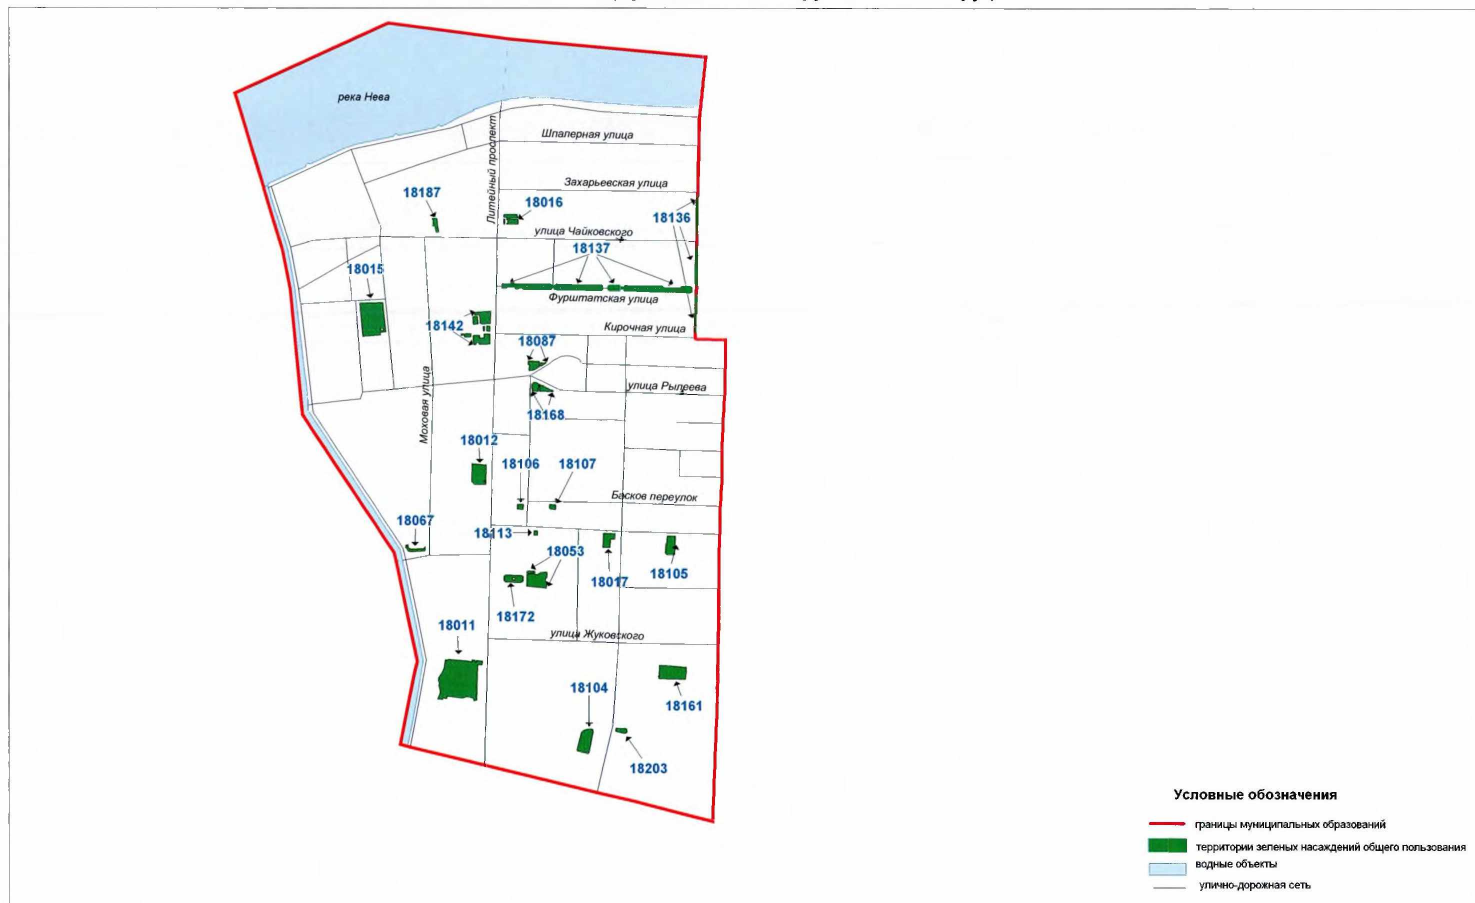 река Нева
Шпалерная улица
Литейный проспект
Захарьевская улица
18187
18016
18136
улица Чайковского
18137
18015
Фурштатская улица
18142
Кирочная улица
18087
улица Рылеева
18168
Моховая улица
18012
18106
18107
Басков переулок
18067
18113
18053
18017
18105
18172
18011
улица Жуковского
18104
18161
18203
Условные обозначения
границы муниципальных образований
территории зеленых насаждений общего пользования
водные объекты
улично-дорожная сеть